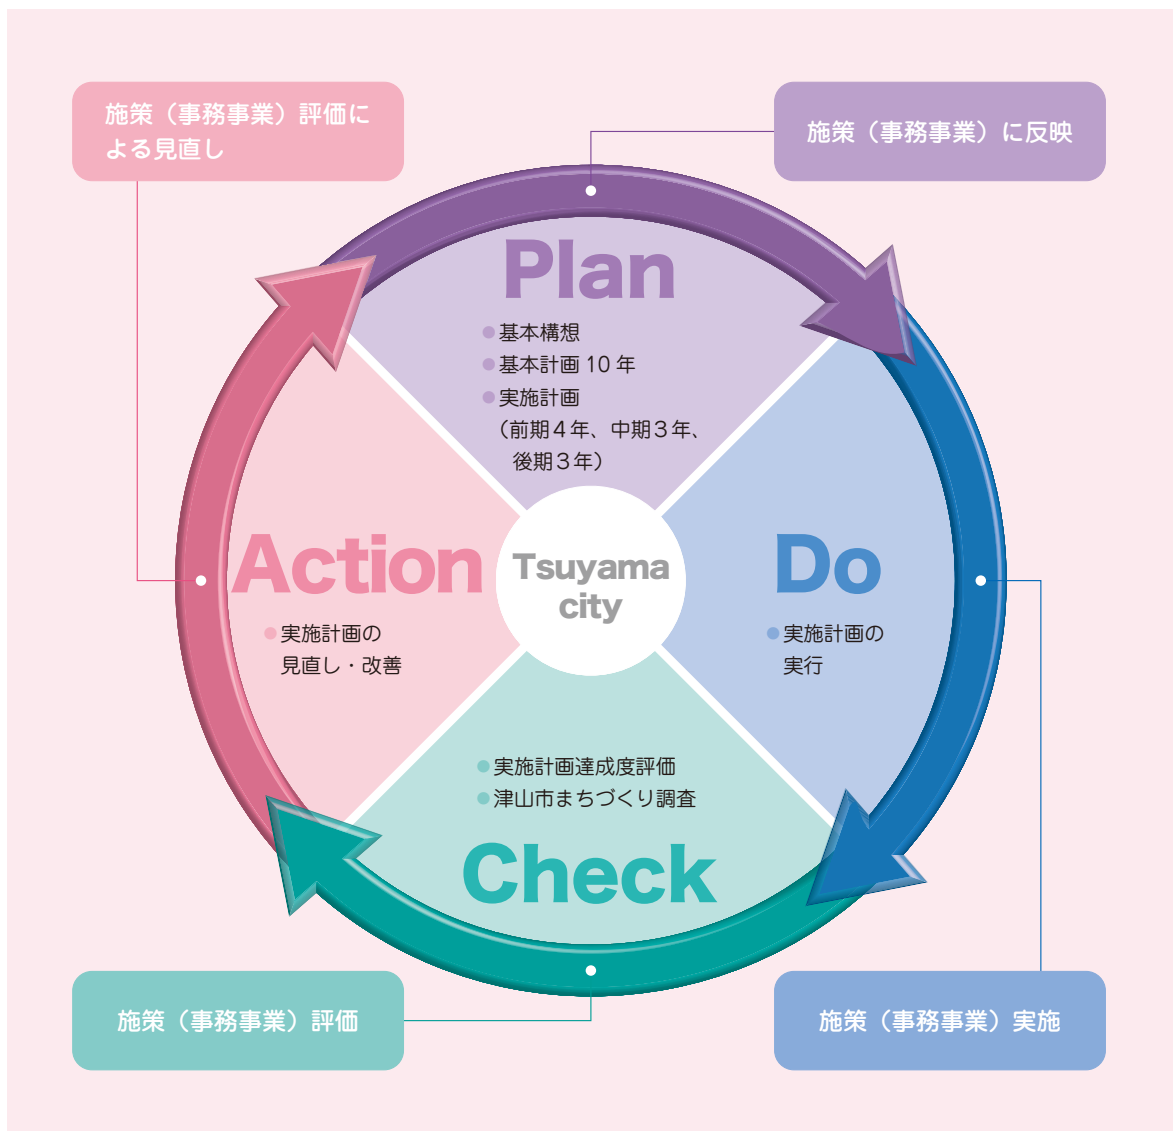 施策（事務事業）評価に
よる見直し
施策（事務事業）に反映
Plan
●基本構想
●基本計画 10 年
●実施計画
（前期４年、中期３年、
後期３年）
Action
●実施計画の
見直し・改善
Tsuyama
city
Do
●実施計画の
実行
●実施計画達成度評価
●津山市まちづくり調査
Check
施策（事務事業）評価
施策（事務事業）実施